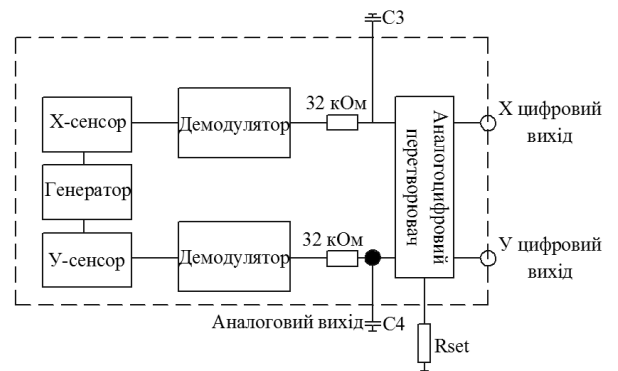 C3
32 кОм
Х цифровий
вихід
Х-сенсор
Демодулятор
Аналогоцифровий
перетворювач
Генератор
32 кОм
У цифровий
вихід
У-сенсор
Демодулятор
Аналоговий вихід
C4
Rset